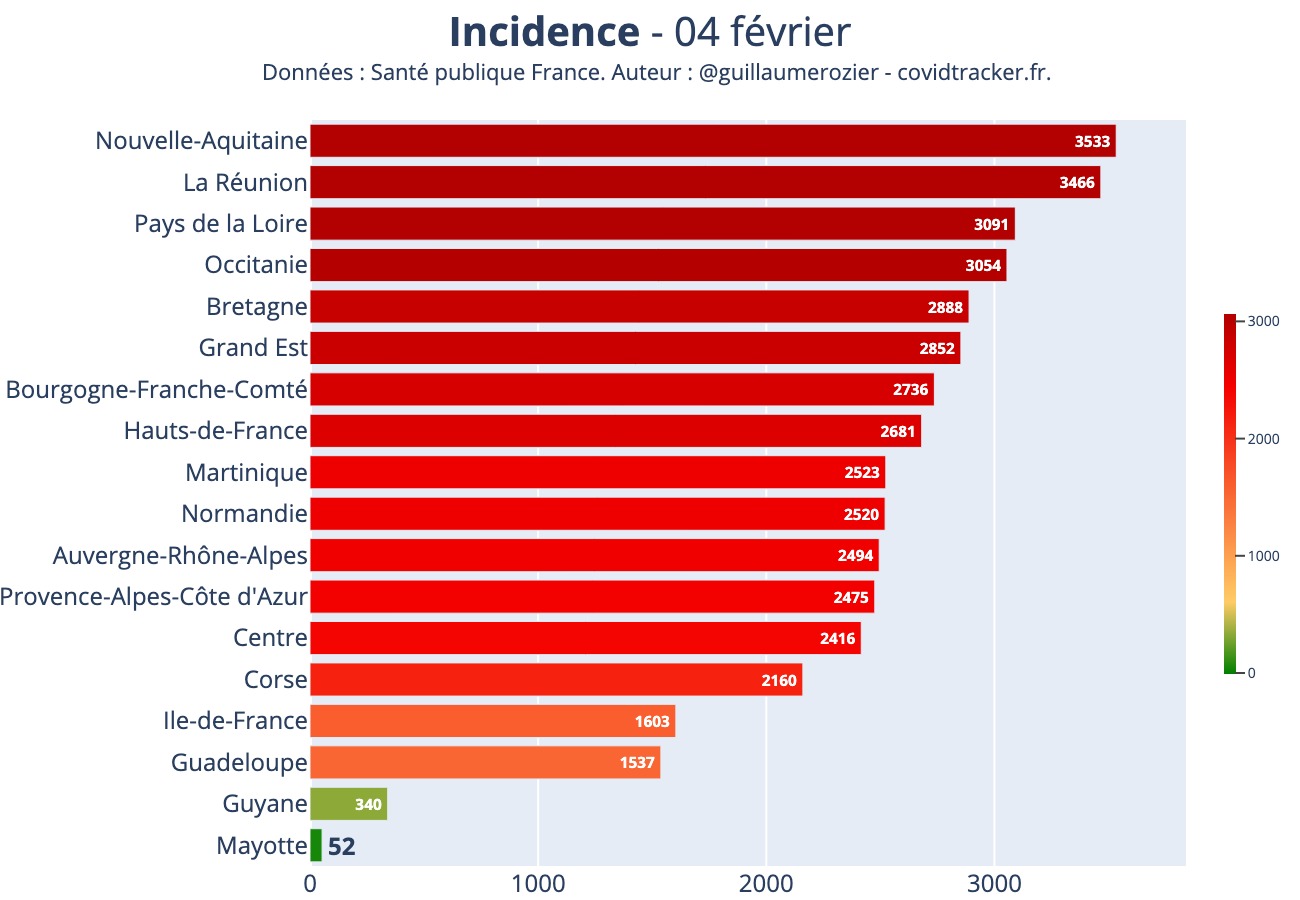 Incidence - 04 février
Données : Santé publique France. Auteur : @guillaumerozier - covidtracker.fr.
Nouvelle-Aquitaine 3533
La Réunion 3466
Pays de la Loire 3091
Occitanie 3054
Bretagne 2888
Grand Est 2852
Bourgogne-Franche-Comté 2736
Hauts-de-France 2681
Martinique 2523
Normandie 2520
Auvergne-Rhône-Alpes 2494
Provence-Alpes-Côte d'Azur 2475
Centre 2416
Corse 2160
Ile-de-France 1603
Guadeloupe 1537
Guyane 340
Mayotte 52
0 1000 2000 3000
3000
2000
1000
0